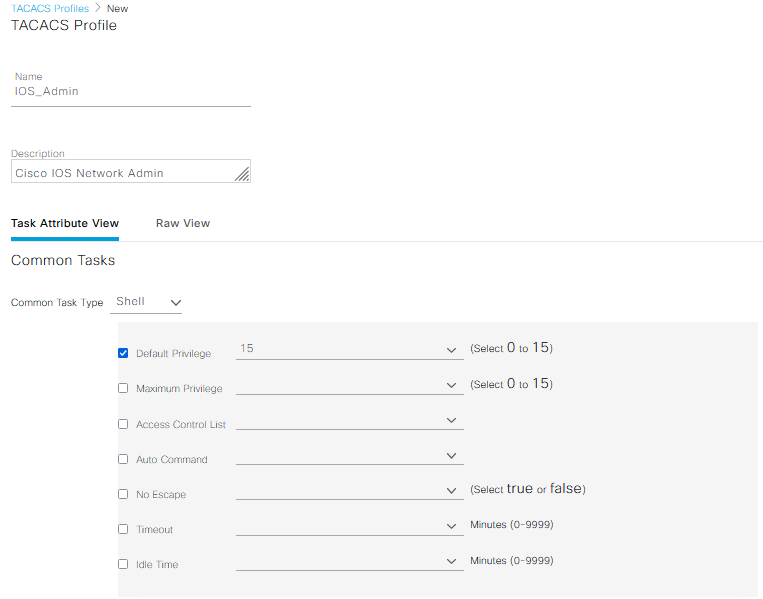 TACACS Profiles > New
TACACS Profile
Name
IOS_Admin
Description
Cisco IOS Network Admin
Task Attribute View Raw View
Common Tasks
Common Task Type Shell
Default Privilege 15 (Select 0 to 15)
Maximum Privilege (Select 0 to 15)
Access Control List
Auto Command
No Escape (Select true or false)
Timeout Minutes (0-9999)
Idle Time Minutes (0-9999)